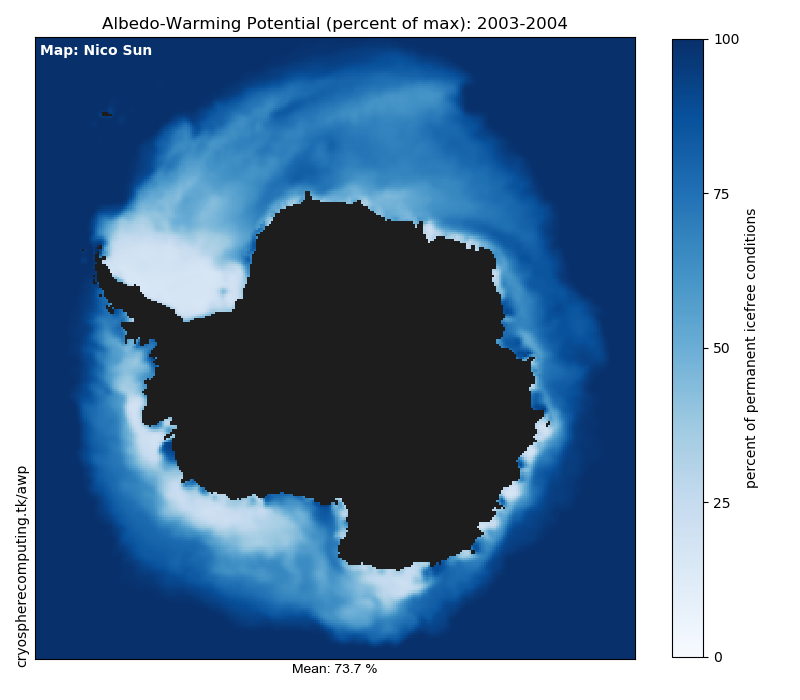 Albedo-Warming Potential (percent of max): 2003-2004
Map: Nico Sun
100
75
50
25
0
percent of permanent icefree conditions
cryospherecomputing.tk/awp
Mean: 73.7 %